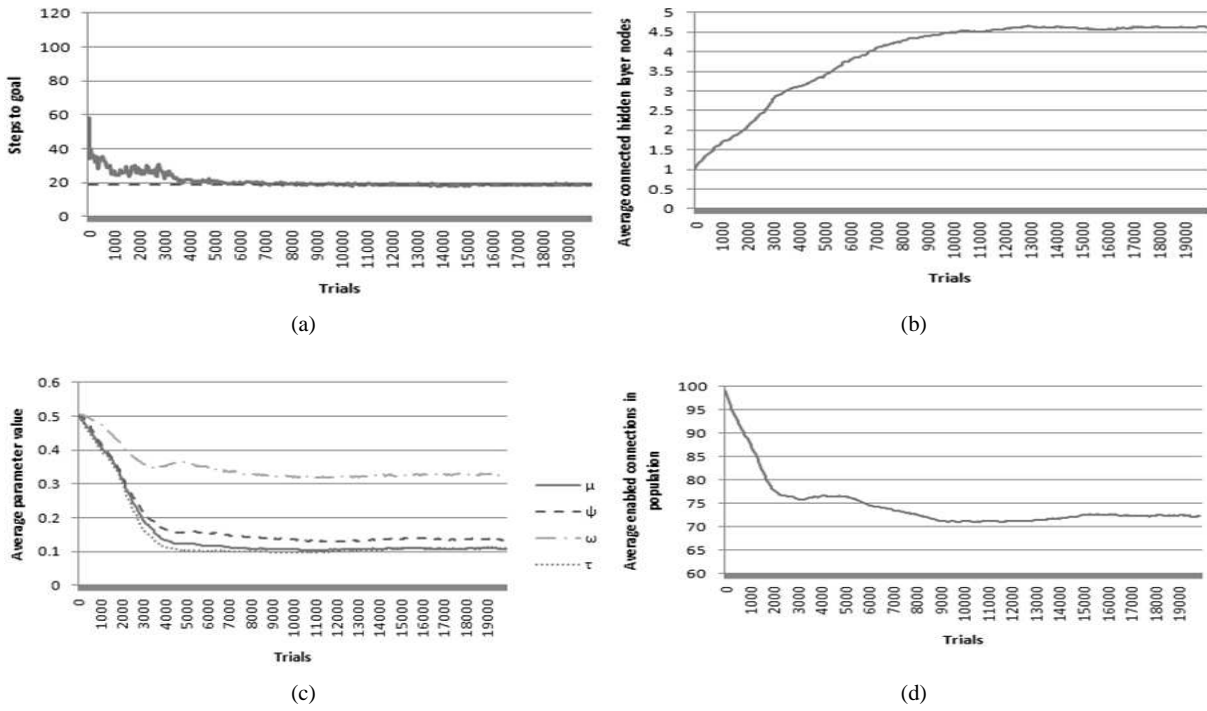 120
100
80
60
40
20
0
Steps to goal
0 1000 2000 3000 4000 5000 6000 7000 8000 9000 10000 11000 12000 13000 14000 15000 16000 17000 18000 19000
Trials
(a)
5
4.5
4
3.5
3
2.5
2
1.5
1
0.5
0
Average connected hidden layer nodes
0 1000 2000 3000 4000 5000 6000 7000 8000 9000 10000 11000 12000 13000 14000 15000 16000 17000 18000 19000
Trials
(b)
0.6
0.5
0.4
0.3
0.2
0.1
0
Average parameter value
0 1000 2000 3000 4000 5000 6000 7000 8000 9000 10000 11000 12000 13000 14000 15000 16000 17000 18000 19000
Trials
μ
ψ
ω
τ
(c)
100
95
90
85
80
75
70
65
60
Average enabled connections in
population
0 1000 2000 3000 4000 5000 6000 7000 8000 9000 10000 11000 12000 13000 14000 15000 16000 17000 18000 19000
Trials
(d)